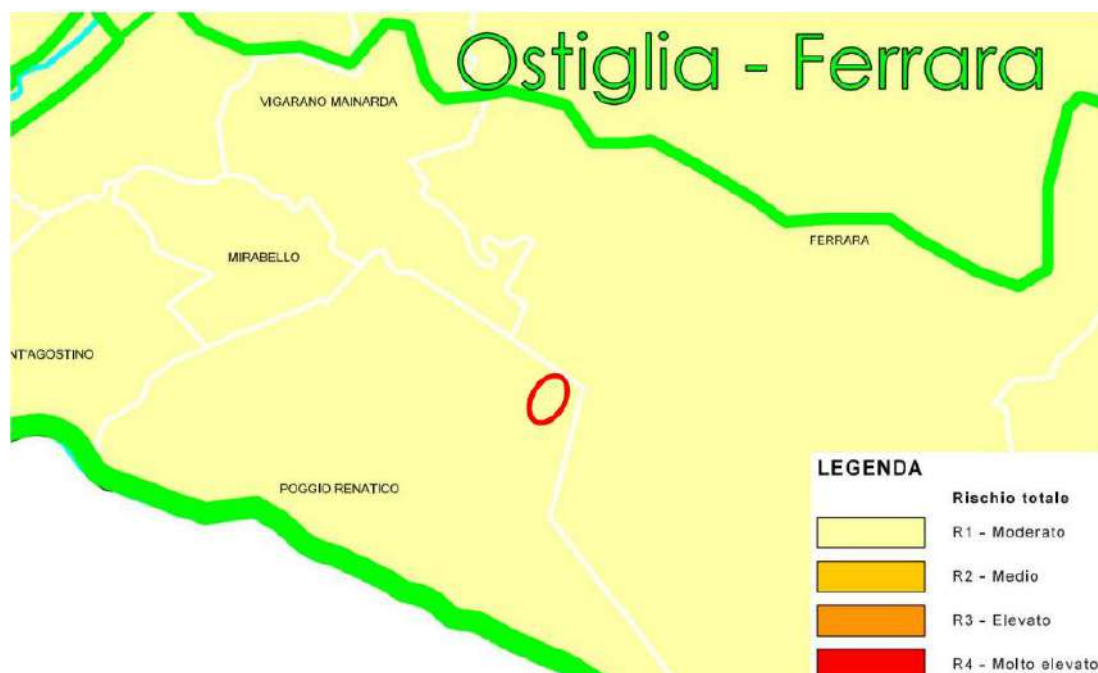 Ostiglia - Ferrara
VIGARANO MAINARDA
FERRARA
MIRABELLO
NT'AGOSTINO
POGGIO RENATICO
LEGENDA
Rischio totale
R1 - Moderato
R2 - Medio
R3 - Elevato
R4 - Molto elevato